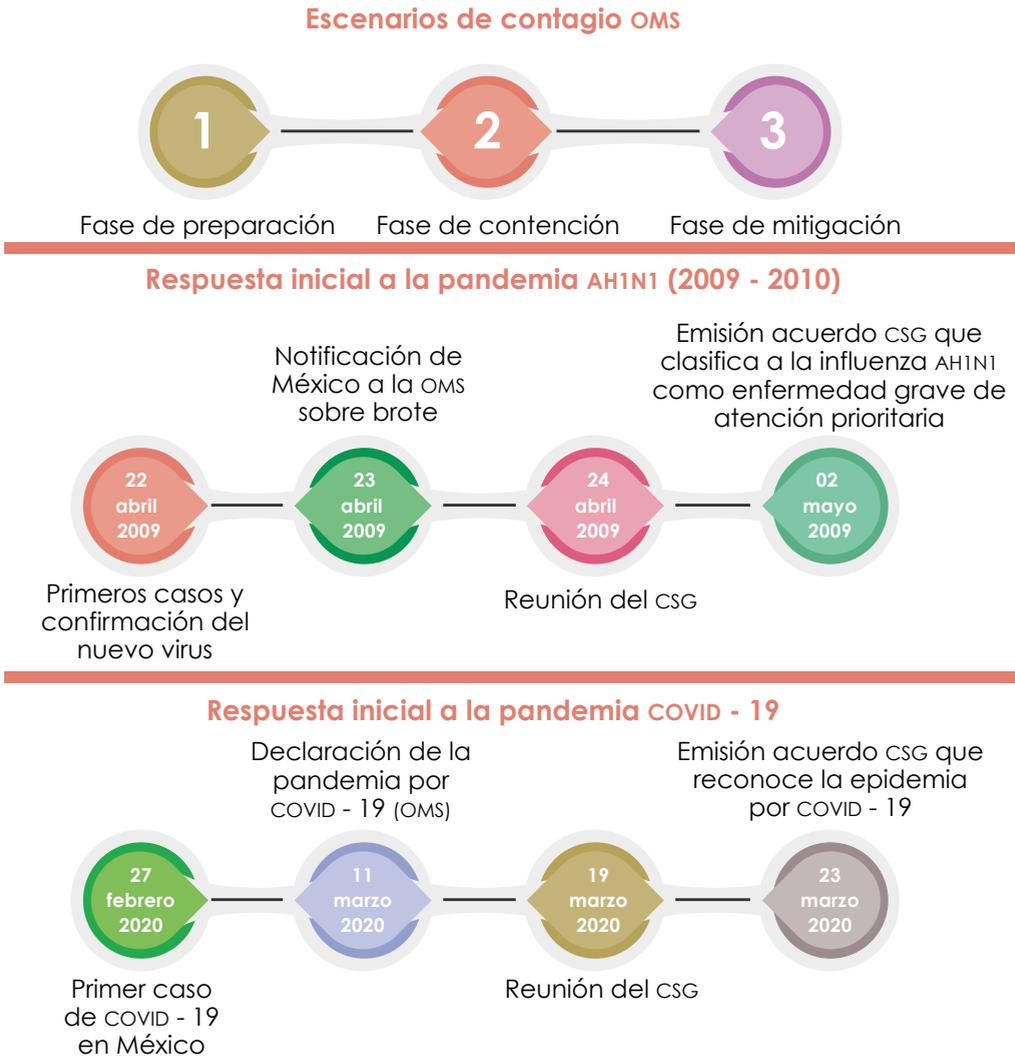 Escenarios de contagio OMS
1
2
3
Fase de preparación
Fase de contención
Fase de mitigación
Respuesta inicial a la pandemia AH1N1 (2009 - 2010)
Notificación de
México a la OMS
sobre brote
Emisión acuerdo CSG que
clasifica a la influenza AH1N1
como enfermedad grave de
atención prioritaria
22
abril
2009
23
abril
2009
24
abril
2009
02
mayo
2009
Primeros casos y
confirmación del
nuevo virus
Reunión del CSG
Respuesta inicial a la pandemia COVID - 19
Declaración de la
pandemia por
COVID - 19 (OMS)
Emisión acuerdo CSG que
reconoce la epidemia
por COVID - 19
27
febrero
2020
11
marzo
2020
19
marzo
2020
23
marzo
2020
Primer caso
de COVID - 19
en México
Reunión del CSG